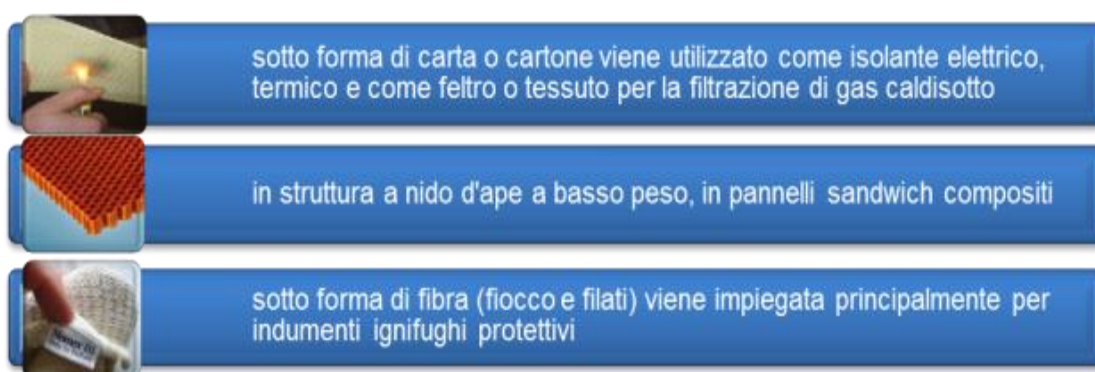 sotto forma di carta o cartone viene utilizzato come isolante elettrico,
termico e come feltro o tessuto per la filtrazione di gas caldisotto
in struttura a nido d'ape a basso peso, in pannelli sandwich compositi
sotto forma di fibra (fiocco e filati) viene impiegata principalmente per
indumenti ignifughi protettivi